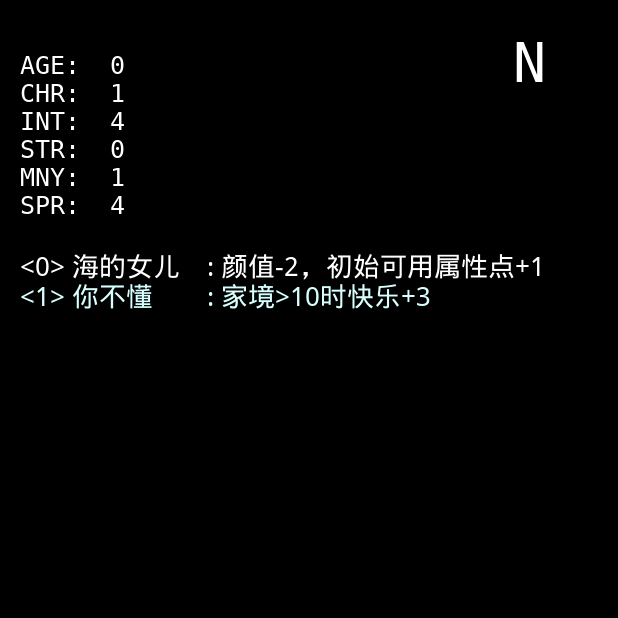 N
AGE: 0
CHR: 1
INT: 4
STR: 0
MNY: 1
SPR: 4
<0> 海的女儿 : 颜值-2，初始可用属性点+1
<1> 你不懂 : 家境>10时快乐+3